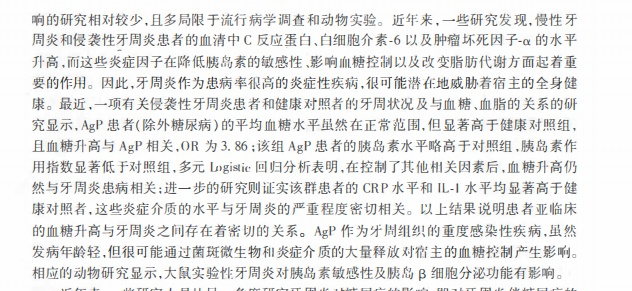 响的研究相对较少,且多局限于流行病学调查和动物实验。近年来,一些研究发现,慢性牙
周炎和侵袭性牙周炎患者的血清中 C 反应蛋白、白细胞介素-6 以及肿瘤坏死因子-α 的水平
升高,而这些炎症因子在降低胰岛素的敏感性、影响血糖控制以及改变脂肪代谢方面起着重
要的作用。因此,牙周炎作为患病率很高的炎症性疾病,很可能潜在地威胁着宿主的全身健
康。最近,一项有关侵袭性牙周炎患者和健康对照者的牙周状况及与血糖、血脂的关系的研
究显示,AgP 患者(除外糖尿病)的平均血糖水平虽然在正常范围,但显著高于健康对照组,
且血糖升高与 AgP 相关,OR 为 3.86;该组 AgP 患者的胰岛素水平略高于对照组,胰岛素作
用指数显著低于对照组,多元 Logistic 回归分析表明,在控制了其他相关因素后,血糖升高仍
然与牙周炎患病相关;进一步的研究则证实该群患者的 CRP 水平和 IL-1 水平均显著高于健
康对照者,这些炎症介质的水平与牙周炎的严重程度密切相关。以上结果说明患者亚临床
的血糖升高与牙周炎之间存在着密切的关系。AgP 作为牙周组织的重度感染性疾病,虽然
发病年龄轻,但很可能通过菌斑微生物和炎症介质的大量释放对宿主的血糖控制产生影响。
相应的动物研究显示,大鼠实验性牙周炎对胰岛素敏感性及胰岛 β 细胞分泌功能有影响。